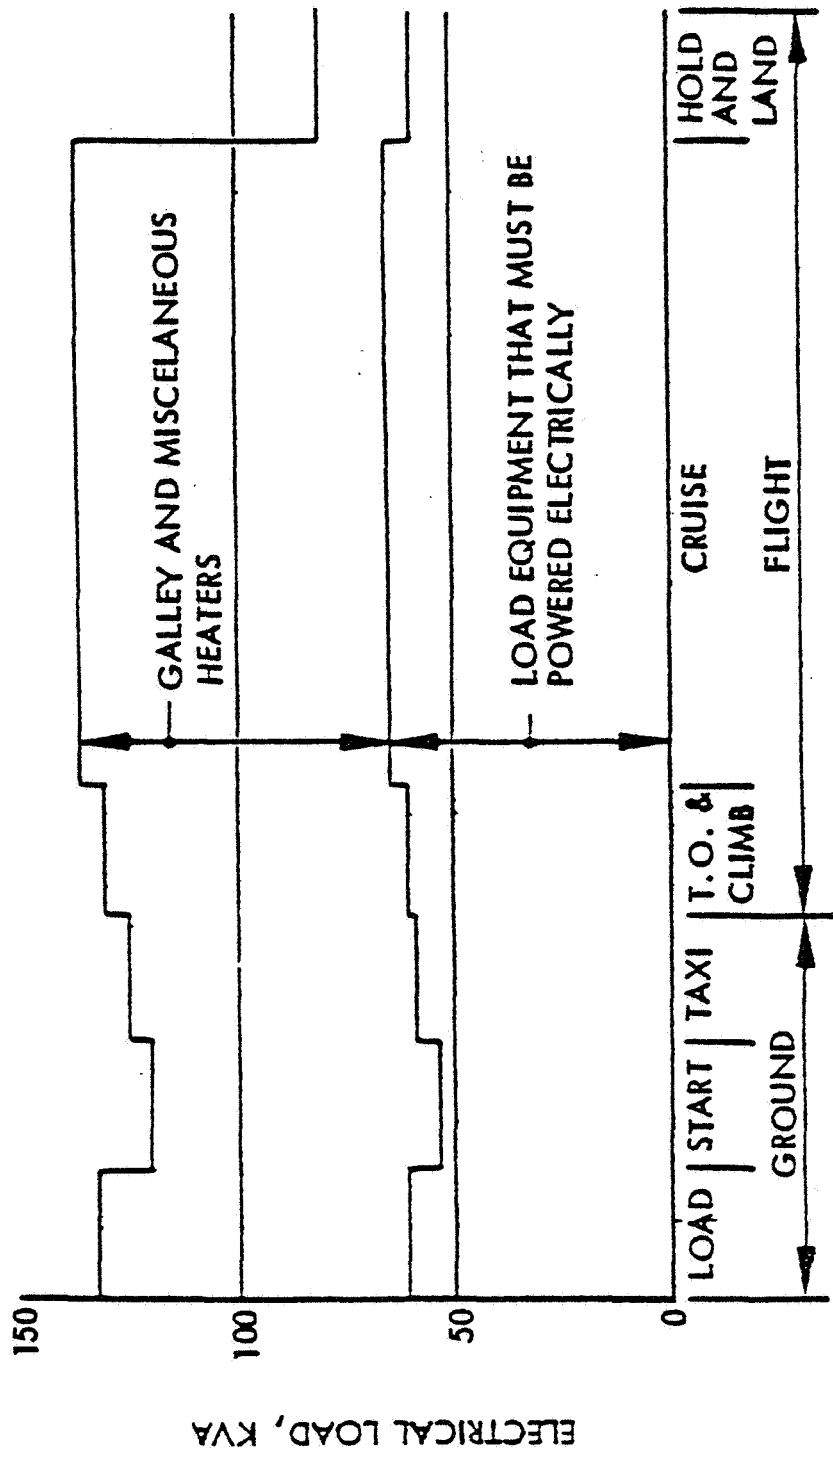 ELECTRICAL LOAD, KVA
150
100
50
0
GALLEY AND MISCELANEOUS
HEATERS
LOAD EQUIPMENT THAT MUST BE
POWERED ELECTRICALLY
LOAD
START
TAXI
T.O. &
CLIMB
CRUISE
HOLD
AND
LAND
GROUND
FLIGHT